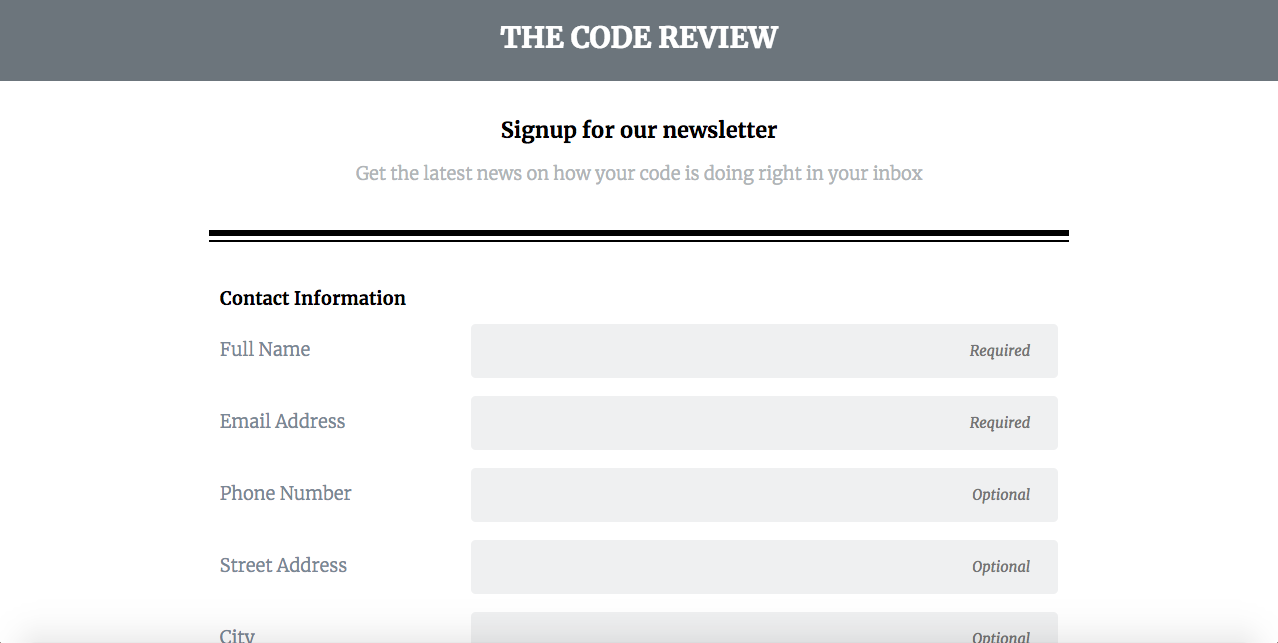 THE CODE REVIEW
Signup for our newsletter
Get the latest news on how your code is doing right in your inbox
Contact Information
Full Name Required
Email Address Required
Phone Number Optional
Street Address Optional
City Optional